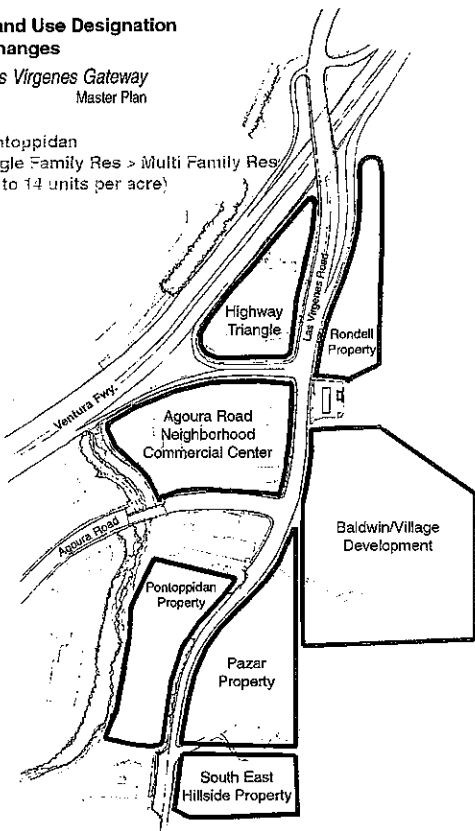 and Use Designation
hanges
s Virgenes Gateway
Master Plan
ntoppidan
gle Family Res > Multi Family Res
to 14 units per acre)
Highway
Triangle
Las Virgenes Road
Rondell
Property
Ventura Fwy.
Agoura Road
Neighborhood
Commercial Center
Agoura Road
Baldwin/Village
Development
Pontoppidan
Property
Pazar
Property
South East
Hillside Property